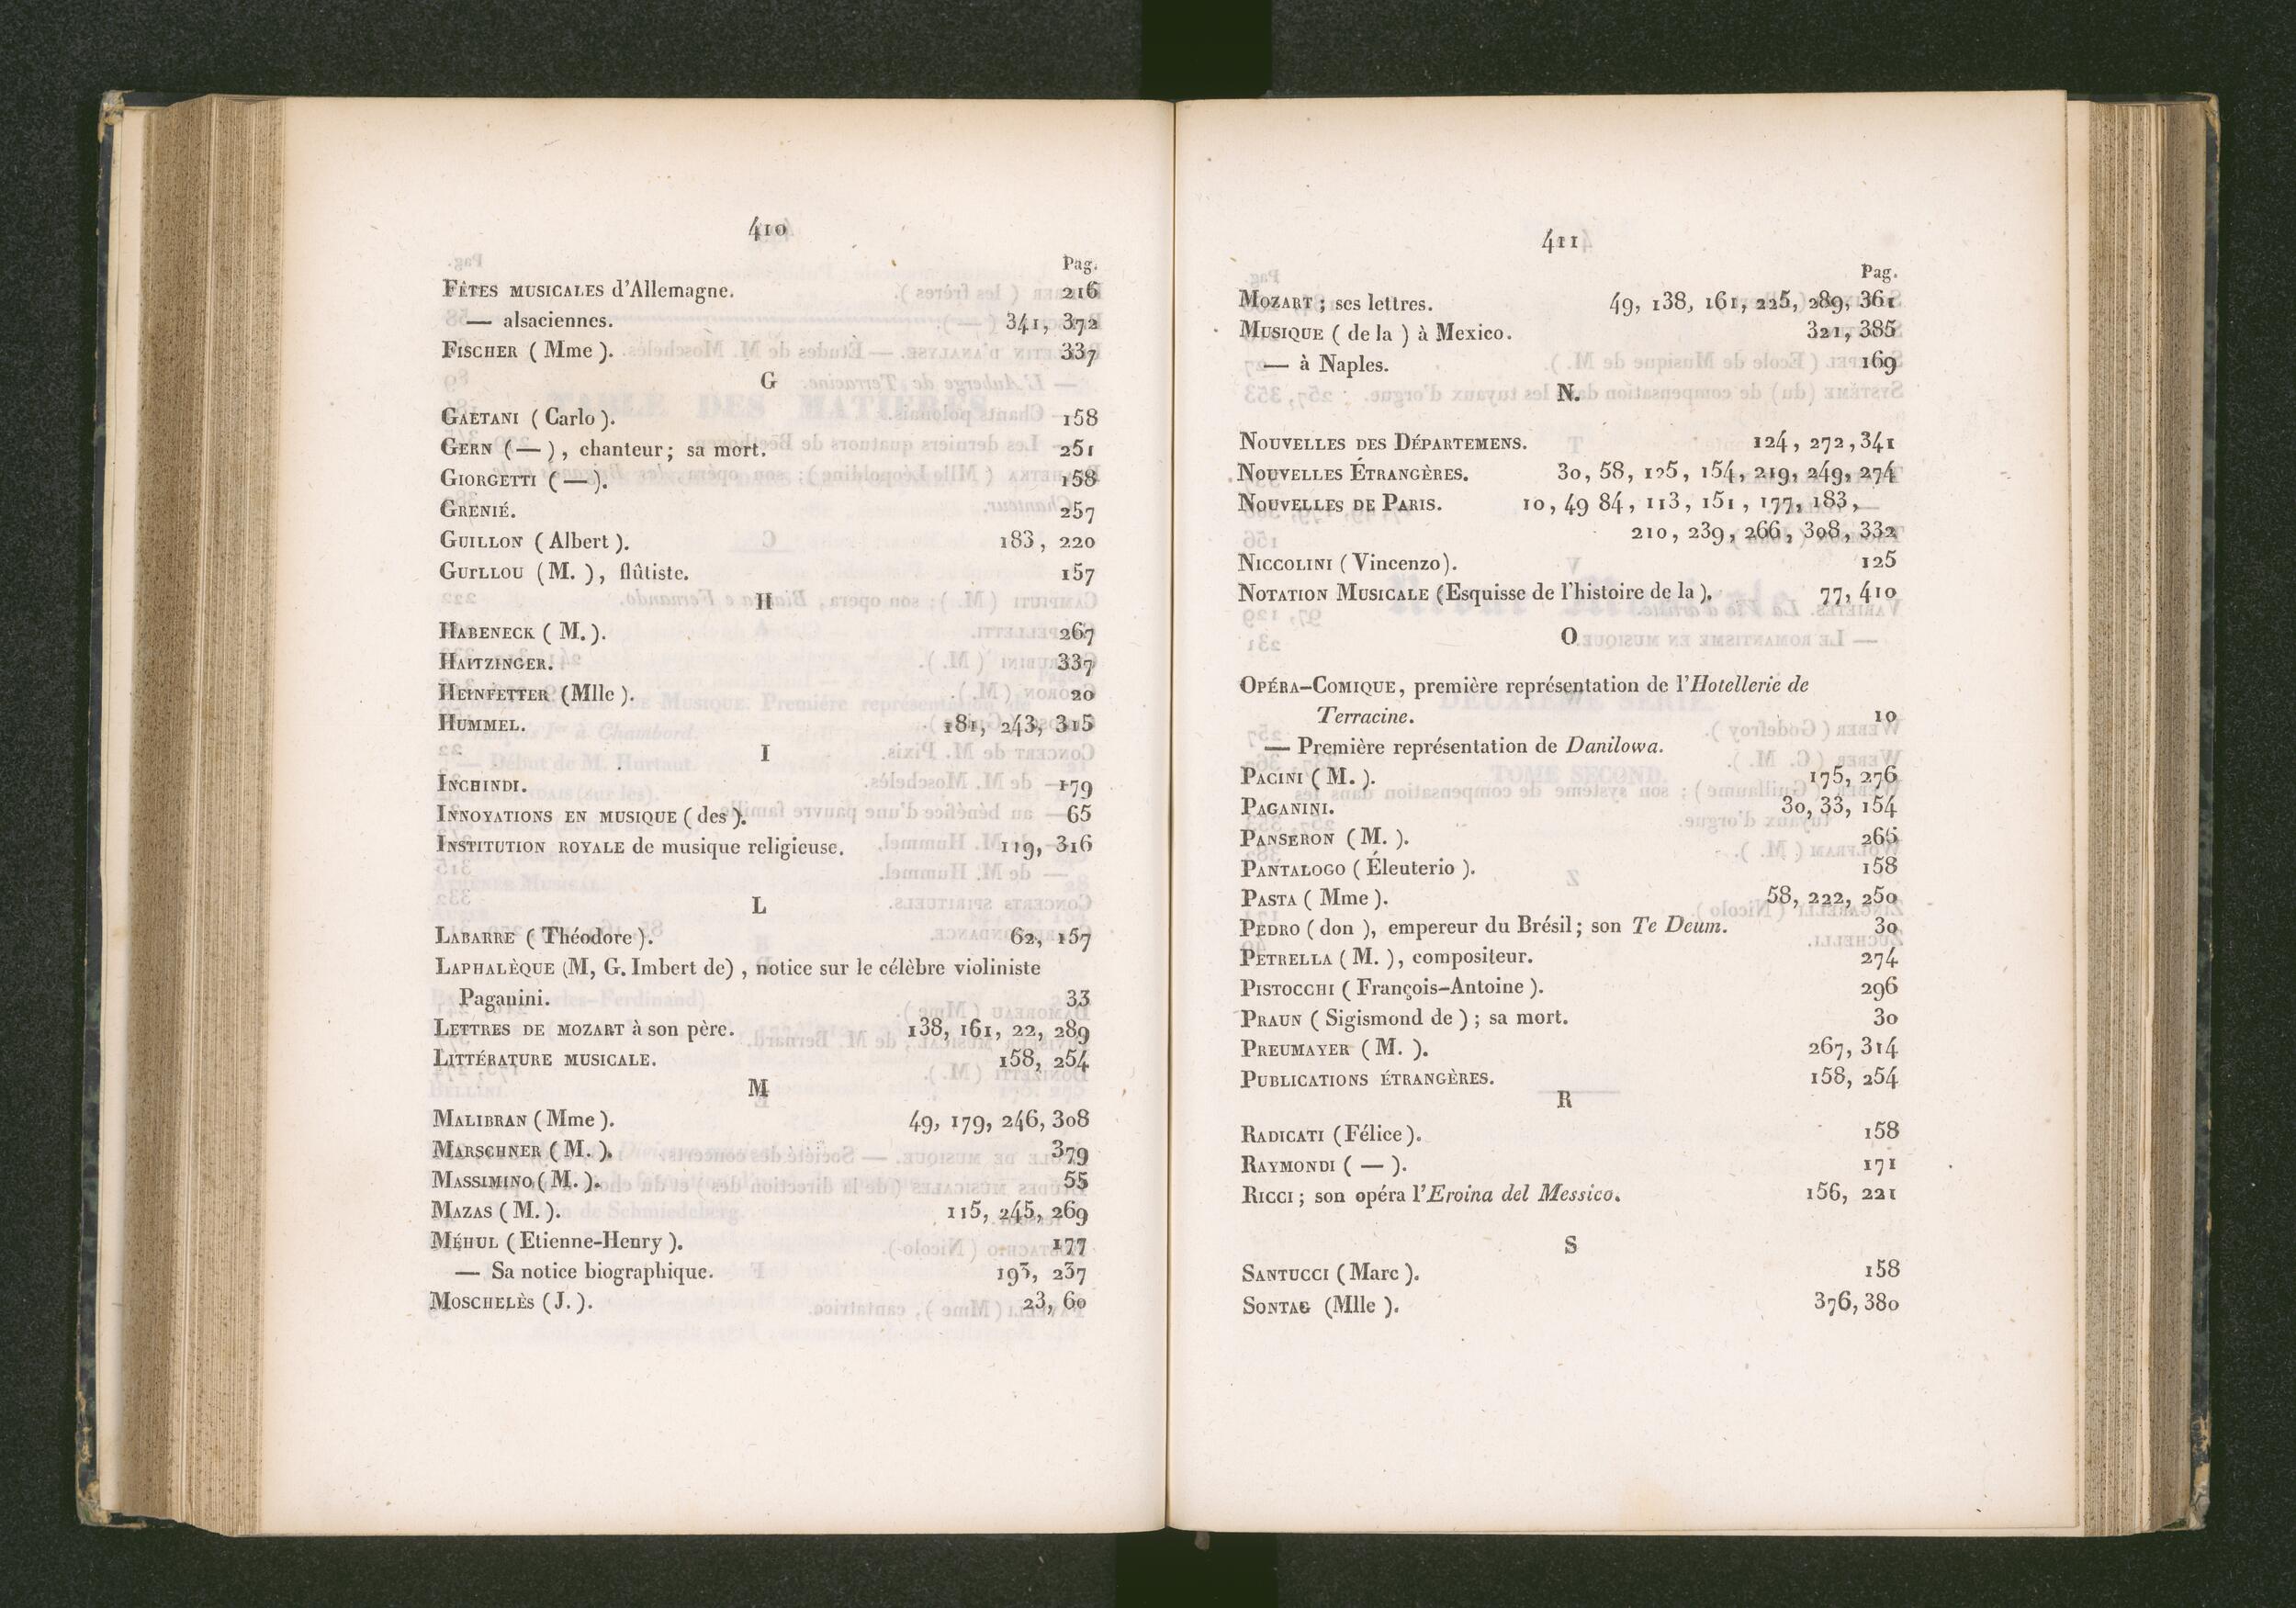 410
Pag.
FÊTES MUSICALES d'Allemagne. 216
— alsaciennes. 341, 372
FISCHER ( Mme ). 337
G
GAETANI ( Carlo ). 158
GERN ( — ) , chanteur ; sa mort. 251
GIORGETTI ( — ). 158
GRENIÉ. 257
GUILLON ( Albert ). 183, 220
GUILLOU ( M. ) , flûtiste. 157
H
HABENECK ( M. ). 267
HAITZINGER. 337
HEINFETTER (Mlle ). 20
HUMMEL. 181, 243, 315
I
INCHINDI. 179
INNOVATIONS EN MUSIQUE ( des ). 65
INSTITUTION ROYALE de musique religieuse. 119, 316
L
LABARRE ( Théodore ). 62, 157
LAPHALÈQUE (M, G. Imbert de) , notice sur le célèbre violiniste
Paganini. 33
LETTRES DE MOZART à son père. 138, 161, 22, 289
LITTÉRATURE MUSICALE. 158, 254
M
MALIBRAN ( Mme ). 49, 179, 246, 308
MARSCHNER ( M. ). 379
MASSIMINO ( M. ). 55
MAZAS ( M. ). 115, 245, 269
MÉHUL ( Etienne-Henry ). 177
— Sa notice biographique. 193, 237
MOSCHELÈS ( J. ). 23, 60
411
Pag.
MOZART ; ses lettres. 49, 138, 161, 225, 289, 361
MUSIQUE ( de la ) à Mexico. 321, 385
— à Naples. 169
N.
NOUVELLES DES DÉPARTEMENS. 124, 272, 341
NOUVELLES ÉTRANGÈRES. 30, 58, 125, 154, 219, 249, 274
NOUVELLES DE PARIS. 10, 49 84, 113, 151, 177, 183,
210, 239, 266, 308, 332
NICCOLINI ( Vincenzo). 125
NOTATION MUSICALE (Esquisse de l'histoire de la ). 77, 410
O
OPÉRA-COMIQUE, première représentation de l'Hotellerie de
Terracine. 10
— Première représentation de Danilowa.
PACINI ( M. ). 175, 276
PAGANINI. 30, 33, 154
PANSERON ( M. ). 266
PANTALOGO ( Éleuterio ). 158
PASTA ( Mme ). 58, 222, 250
PEDRO ( don ), empereur du Brésil ; son Te Deum. 30
PETRELLA ( M. ), compositeur. 274
PISTOCCHI ( François-Antoine ). 296
PRAUN ( Sigismond de ) ; sa mort. 30
PREUMAYER ( M. ). 267, 314
PUBLICATIONS ÉTRANGÈRES. 158, 254
R
RADICATI (Félice). 158
RAYMONDI ( — ). 171
RICCI ; son opéra l'Eroina del Messico. 156, 221
S
SANTUCCI ( Marc ). 158
SONTAG (Mlle ). 376, 380